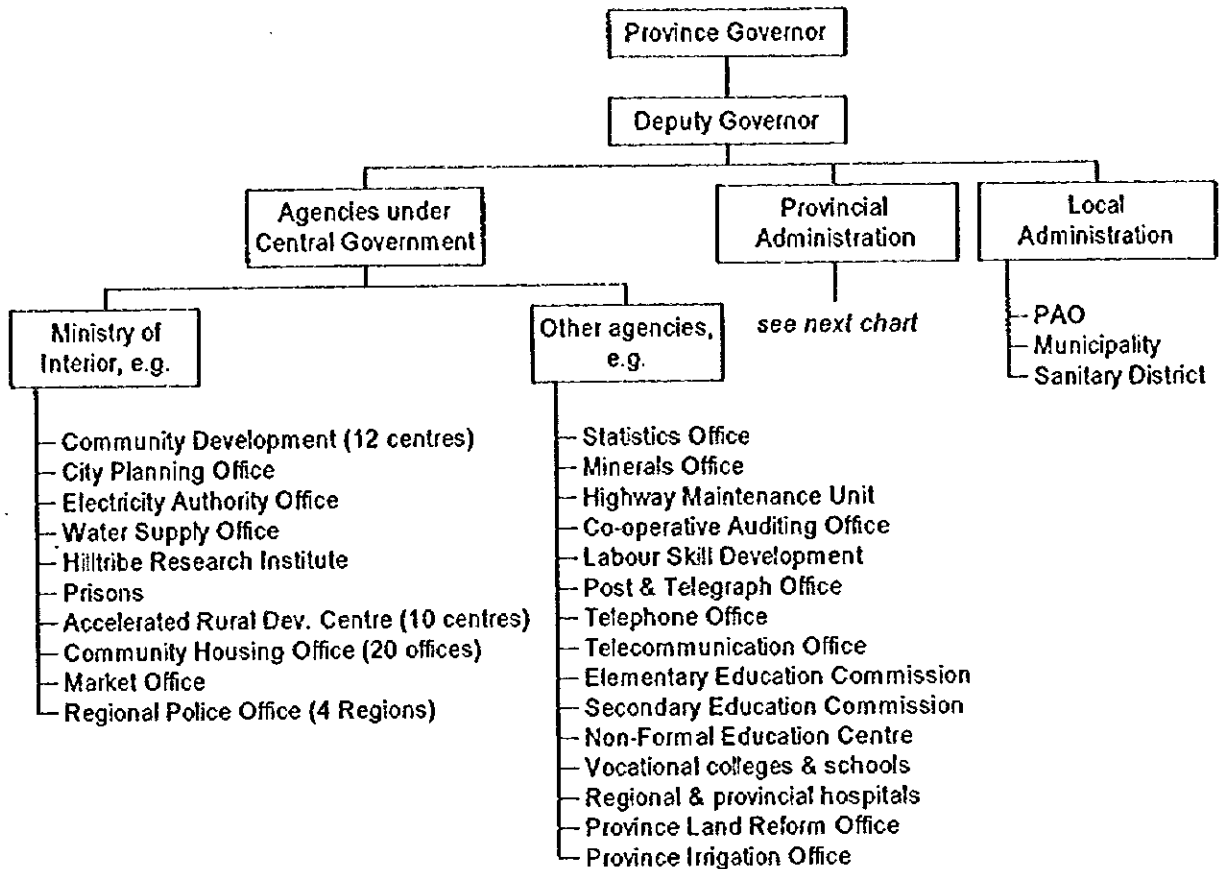 Province Governor
Deputy Governor
Agencies under
Central Government
Provincial
Administration
Local
Administration
Ministry of
Interior, e.g.
Other agencies,
e.g.
see next chart
PAO
Municipality
Sanitary District
Community Development (12 centres)
City Planning Office
Electricity Authority Office
Water Supply Office
Hilltribe Research Institute
Prisons
Accelerated Rural Dev. Centre (10 centres)
Community Housing Office (20 offices)
Market Office
Regional Police Office (4 Regions)
Statistics Office
Minerals Office
Highway Maintenance Unit
Co-operative Auditing Office
Labour Skill Development
Post & Telegraph Office
Telephone Office
Telecommunication Office
Elementary Education Commission
Secondary Education Commission
Non-Formal Education Centre
Vocational colleges & schools
Regional & provincial hospitals
Province Land Reform Office
Province Irrigation Office